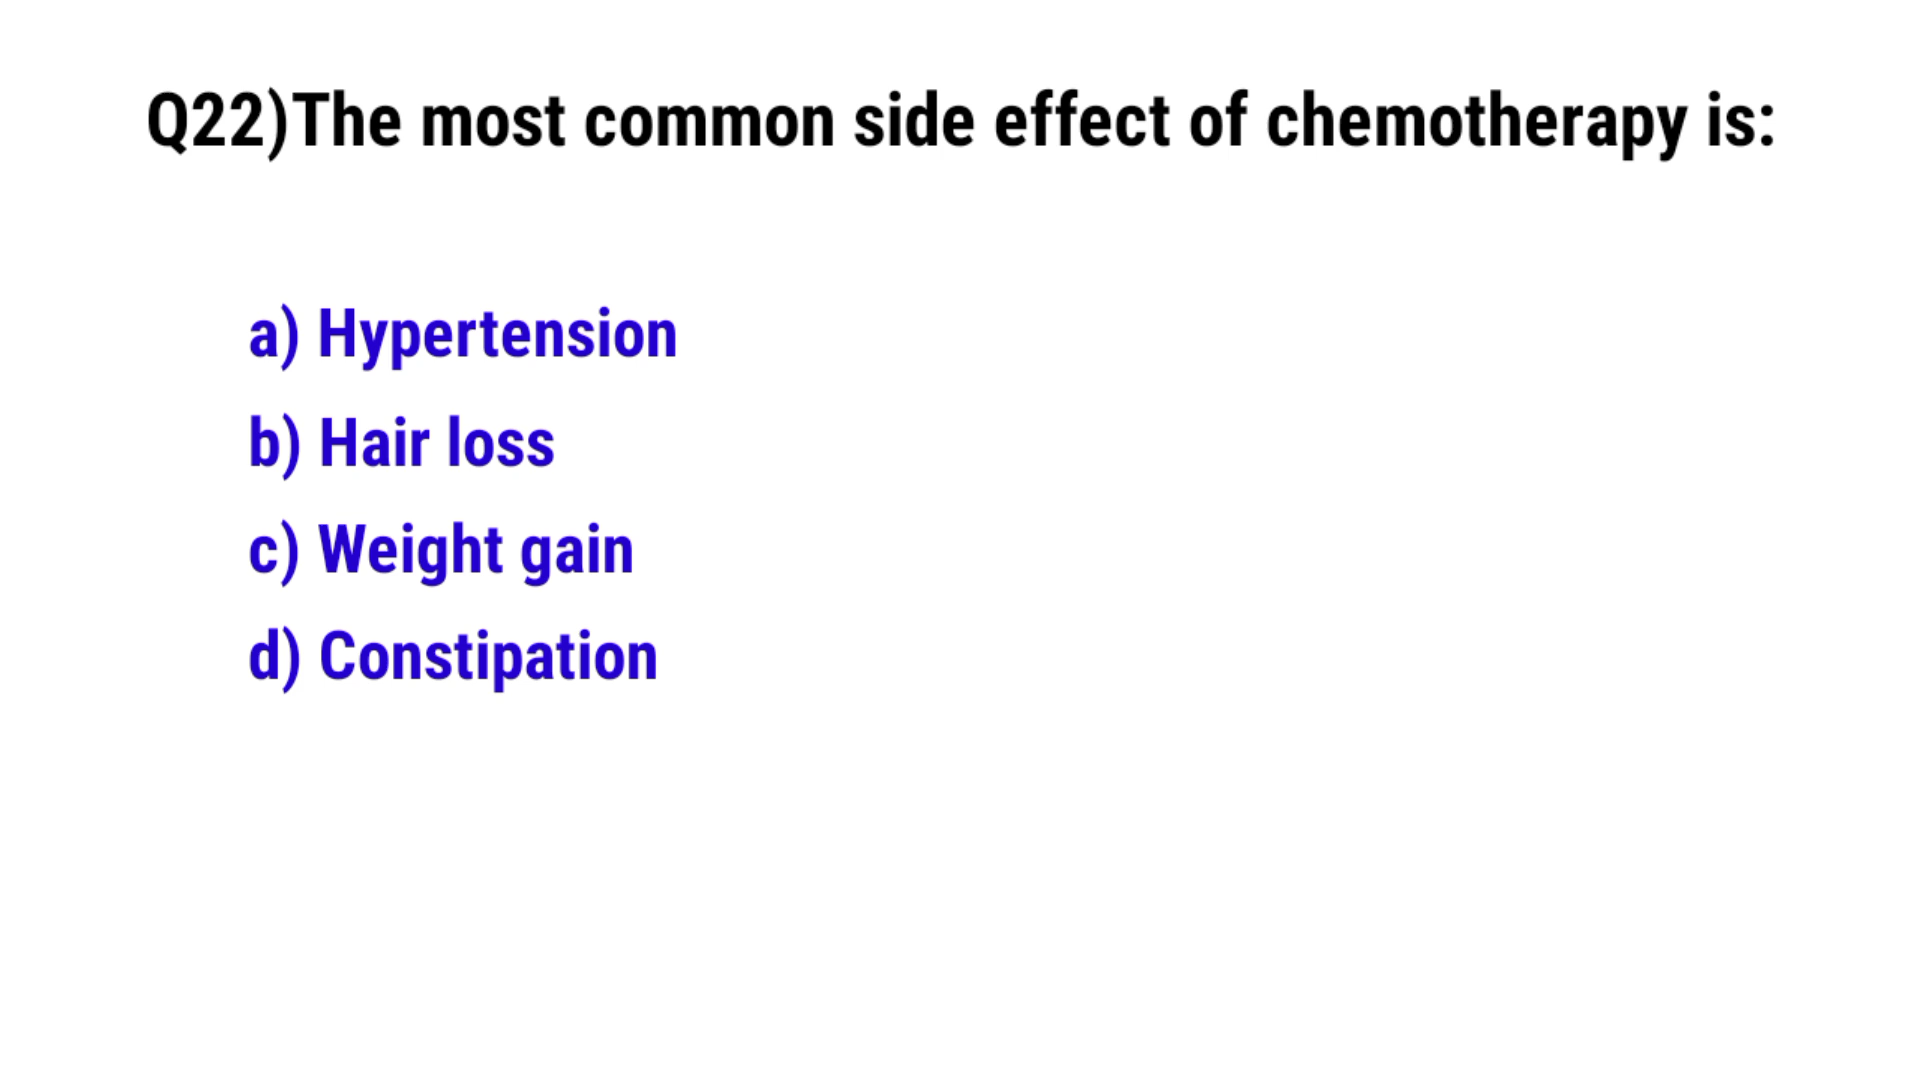 Q22)The most common side effect of chemotherapy is:
a) Hypertension
b) Hair loss
c) Weight gain
d) Constipation